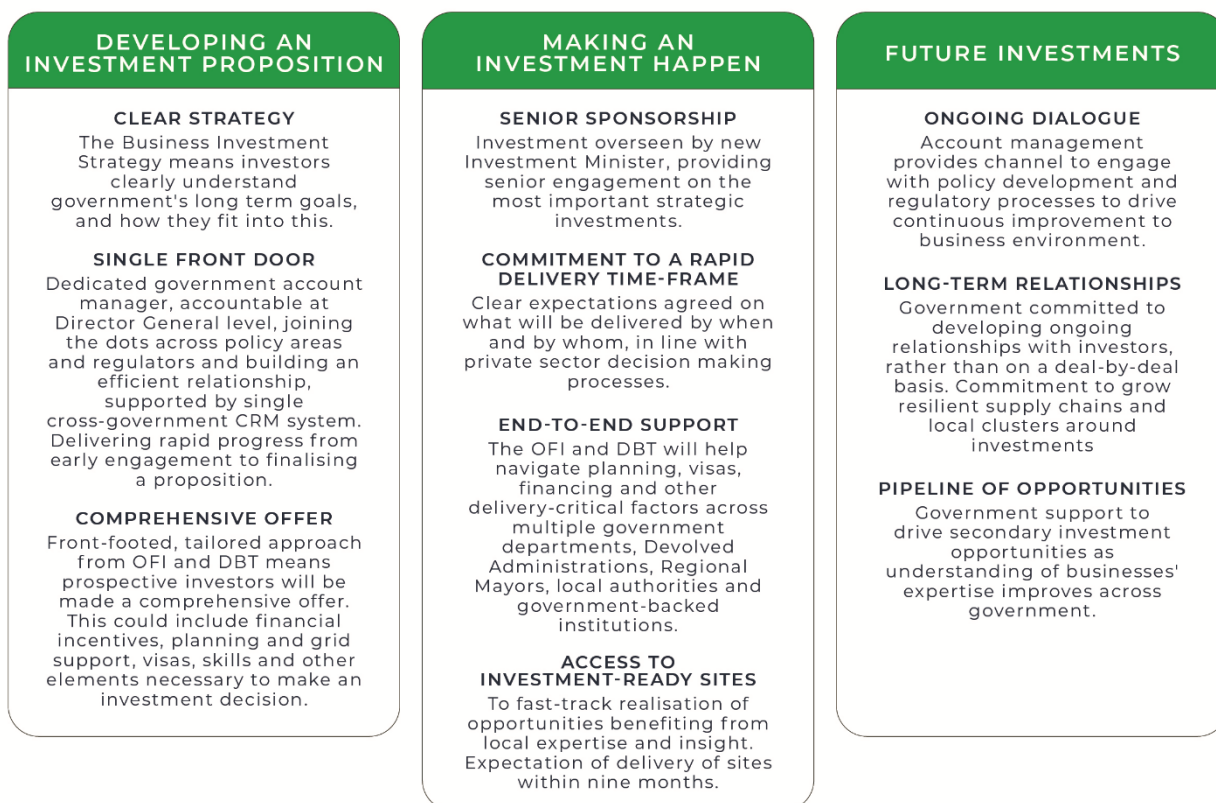 DEVELOPING AN
INVESTMENT PROPOSITION
CLEAR STRATEGY
The Business Investment
Strategy means investors
clearly understand
government's long term goals,
and how they fit into this.
SINGLE FRONT DOOR
Dedicated government account
manager, accountable at
Director General level, joining
the dots across policy areas
and regulators and building an
efficient relationship,
supported by single
cross-government CRM system.
Delivering rapid progress from
early engagement to finalising
a proposition.
COMPREHENSIVE OFFER
Front-footed, tailored approach
from OFI and DBT means
prospective investors will be
made a comprehensive offer.
This could include financial
incentives, planning and grid
support, visas, skills and other
elements necessary to make an
investment decision.
MAKING AN
INVESTMENT HAPPEN
SENIOR SPONSORSHIP
Investment overseen by new
Investment Minister, providing
senior engagement on the
most important strategic
investments.
COMMITMENT TO A RAPID
DELIVERY TIME-FRAME
Clear expectations agreed on
what will be delivered by when
and by whom, in line with
private sector decision making
processes.
END-TO-END SUPPORT
The OFI and DBT will help
navigate planning, visas,
financing and other
delivery-critical factors across
multiple government
departments, Devolved
Administrations, Regional
Mayors, local authorities and
government-backed
institutions.
ACCESS TO
INVESTMENT-READY SITES
To fast-track realisation of
opportunities benefiting from
local expertise and insight.
Expectation of delivery of sites
within nine months.
FUTURE INVESTMENTS
ONGOING DIALOGUE
Account management
provides channel to engage
with policy development and
regulatory processes to drive
continuous improvement to
business environment.
LONG-TERM RELATIONSHIPS
Government committed to
developing ongoing
relationships with investors,
rather than on a deal-by-deal
basis. Commitment to grow
resilient supply chains and
local clusters around
investments
PIPELINE OF OPPORTUNITIES
Government support to
drive secondary investment
opportunities as
understanding of businesses'
expertise improves across
government.